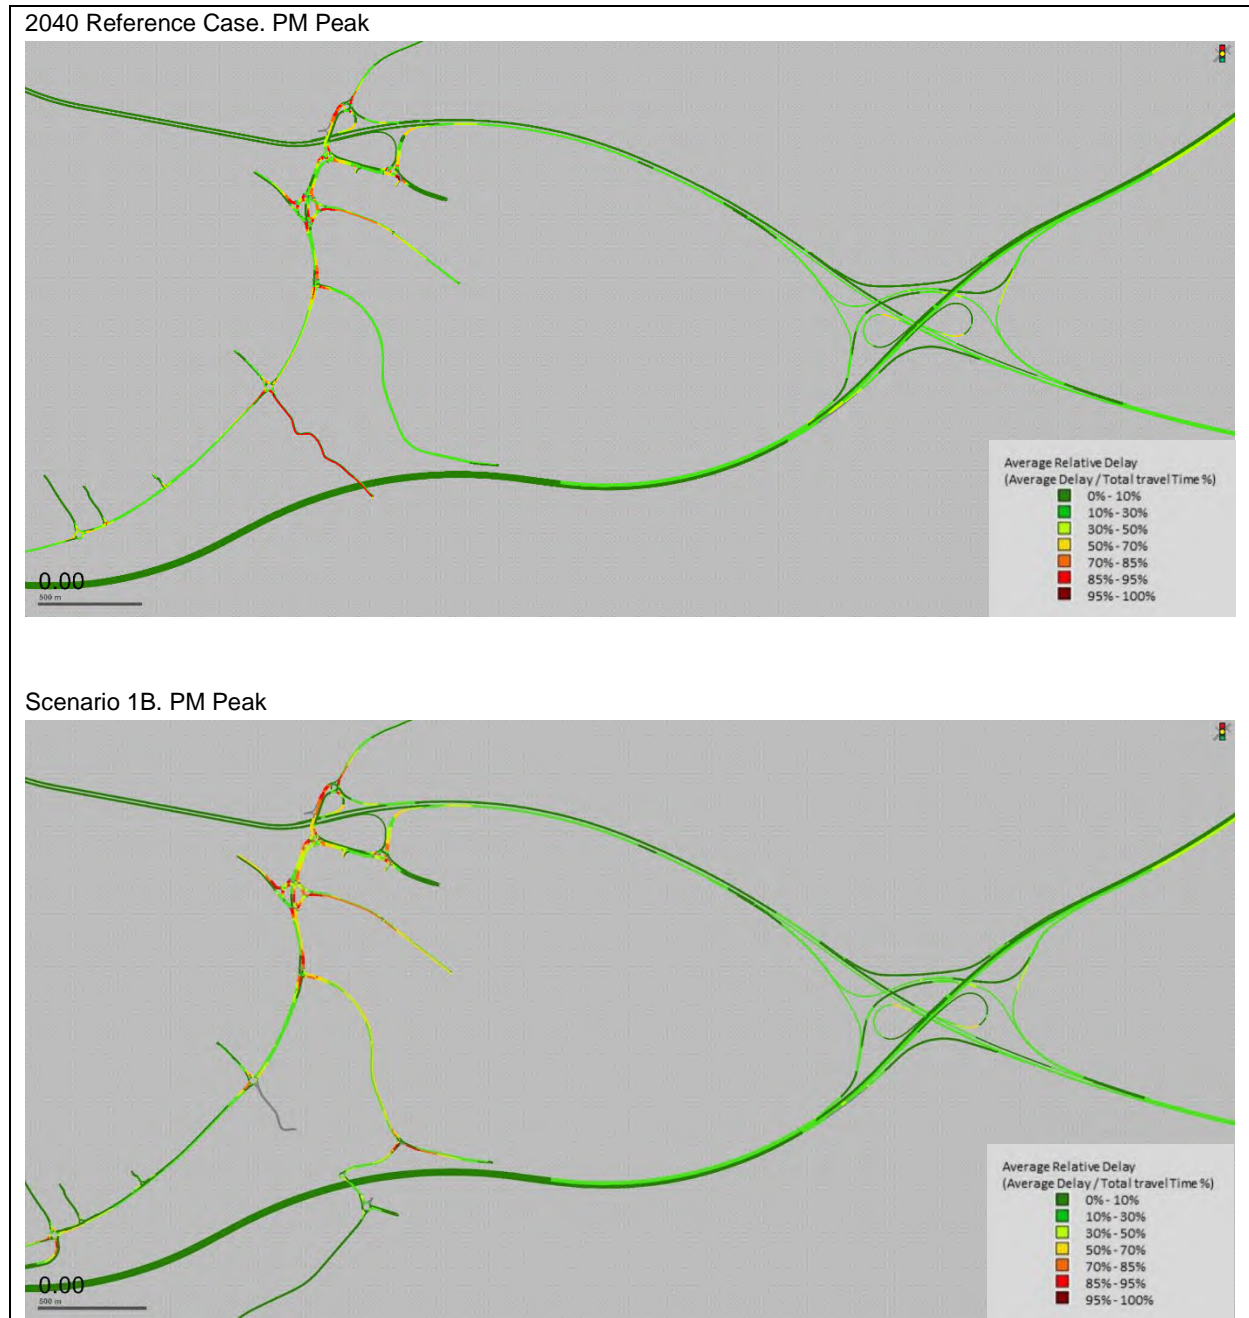 2040 Reference Case. PM Peak
Average Relative Delay
(Average Delay / Total travel Time %)
0% - 10%
10% - 30%
30% - 50%
50% - 70%
70% - 85%
85% - 95%
95% - 100%
0.00
500 m
Scenario 1B. PM Peak
Average Relative Delay
(Average Delay / Total travel Time %)
0% - 10%
10% - 30%
30% - 50%
50% - 70%
70% - 85%
85% - 95%
95% - 100%
0.00
500 m